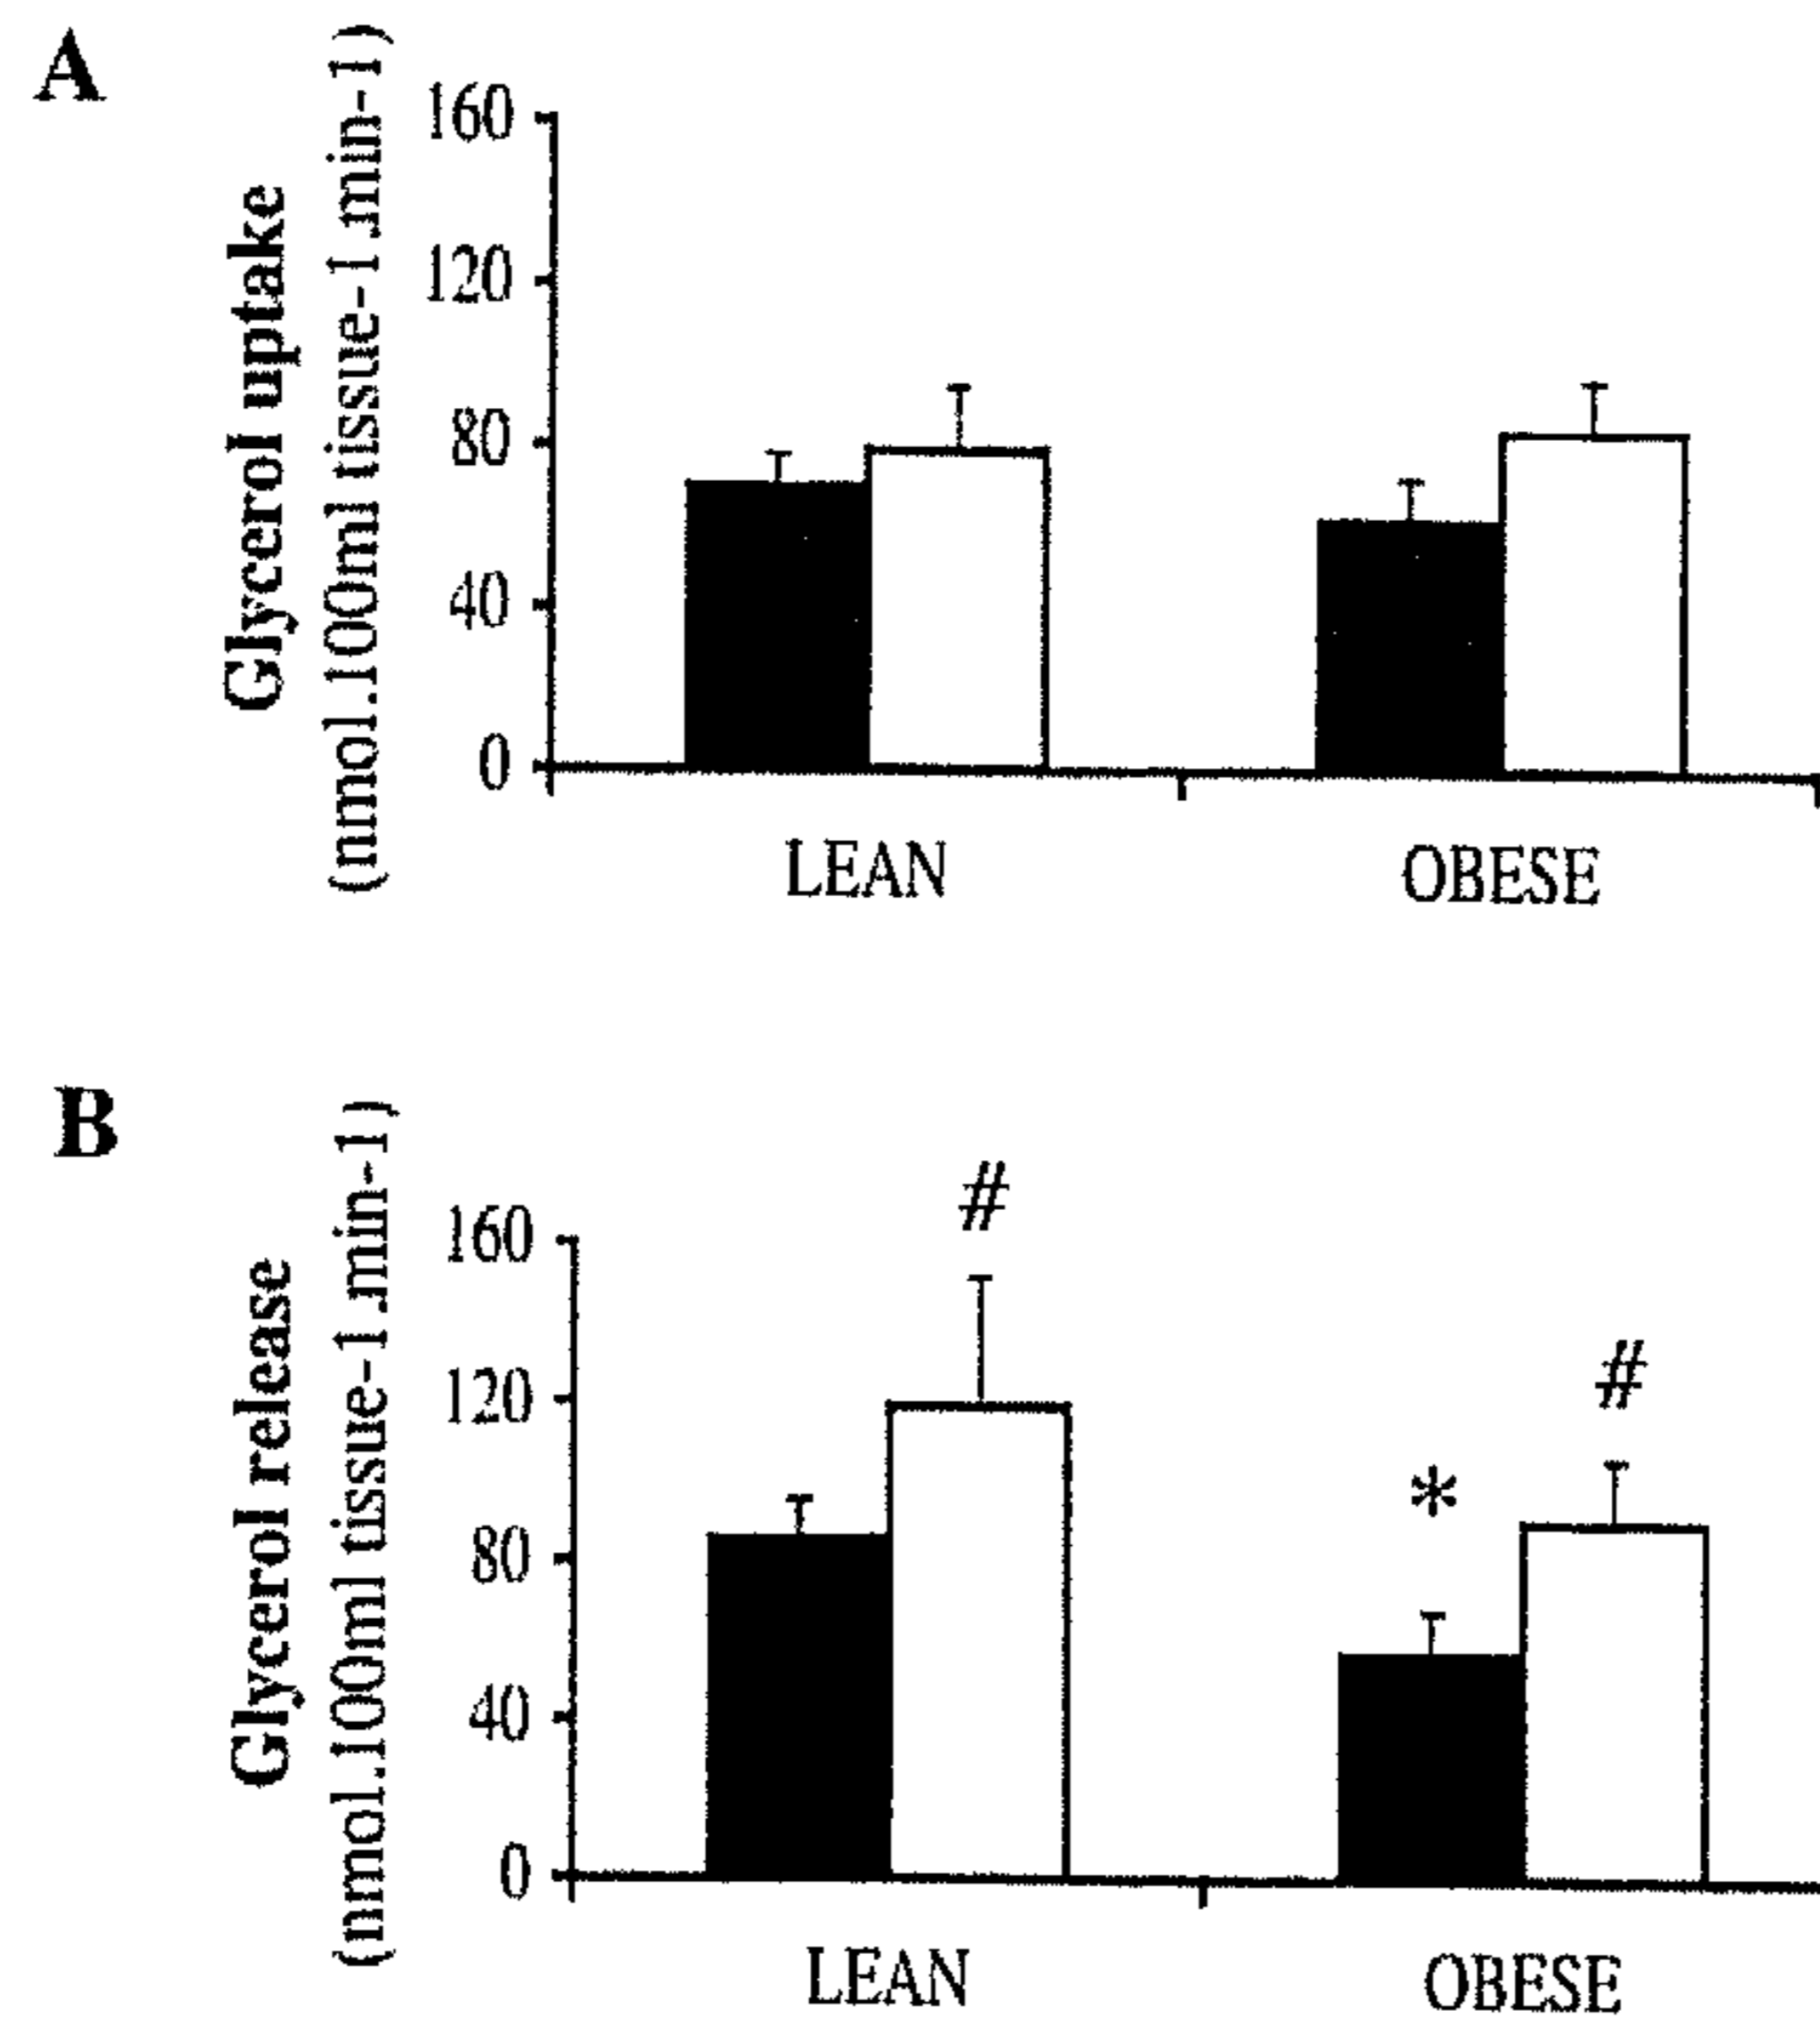 A
Glycerol uptake
(nmol.100ml tissue-1.min-1)
160
120
80
40
0
LEAN
OBESE
B
Glycerol release
(nmol.100ml tissue-1.min-1)
160
120
80
40
0
#
*
#
LEAN
OBESE